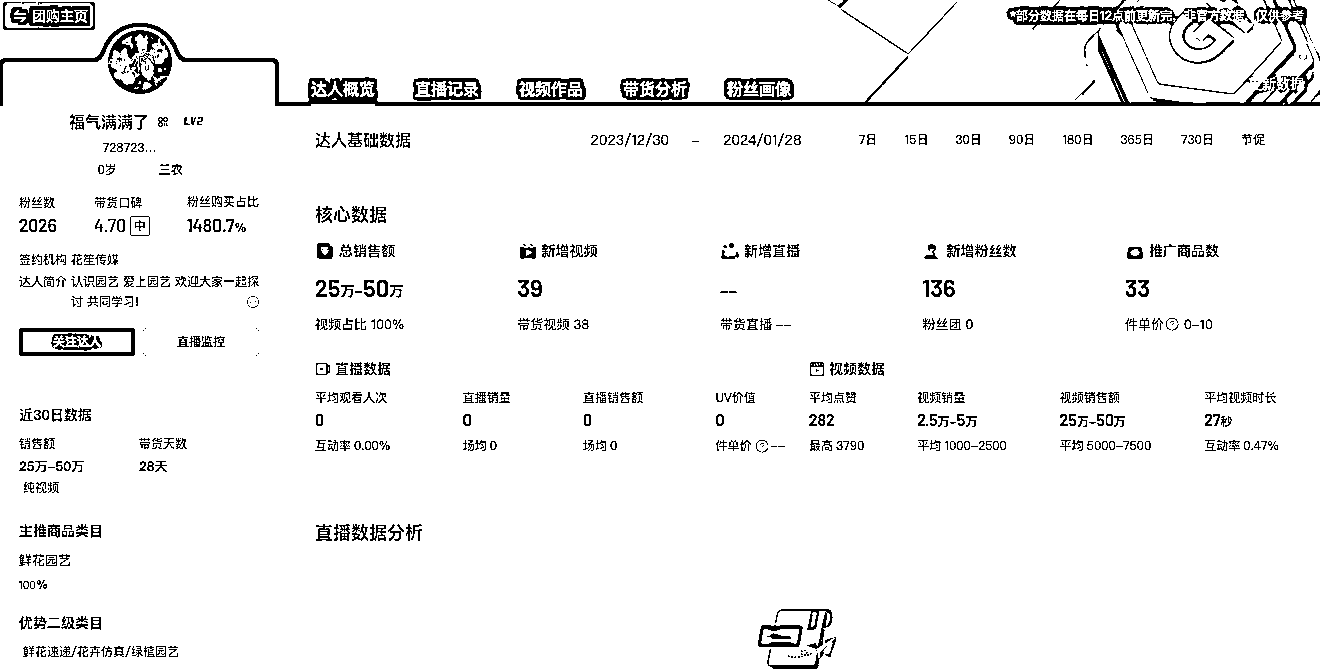 团购主页
*部分数据在每日12点前更新完，非官方数据，仅供参考
达人概览 直播记录 视频作品 带货分析 粉丝画像
福气满满了 LV2
728723...
0岁
粉丝数 带货口碑 粉丝购买占比
2026 4.70 中 1480.7%
签约机构 花笙传媒
达人简介 认识园艺 爱上园艺 欢迎大家一起探
讨 共同学习!
关注达人 直播监控
近30日数据
销售额 带货天数
25万-50万 28天
纯视频
主推商品类目
鲜花园艺
100%
优势二级类目
鲜花速递/花卉仿真/绿植园艺
达人基础数据 2023/12/30 – 2024/01/28 7日 15日 30日 90日 180日 365日 730日 节促
核心数据
总销售额 新增视频 新增直播 新增粉丝数 推广商品数
25万-50万 39 -- 136 33
视频占比 100% 带货视频 38 带货直播 -- 粉丝团 0 件单价 ? 0-10
直播数据 视频数据
平均观看人次 直播销量 直播销售额 UV价值 平均点赞 视频销量 视频销售额 平均视频时长
0 0 0 0 282 2.5万-5万 25万-50万 27秒
互动率 0.00% 场均 0 场均 0 件单价 ? -- 最高 3790 平均 1000-2500 平均 5000-7500 互动率 0.47%
直播数据分析